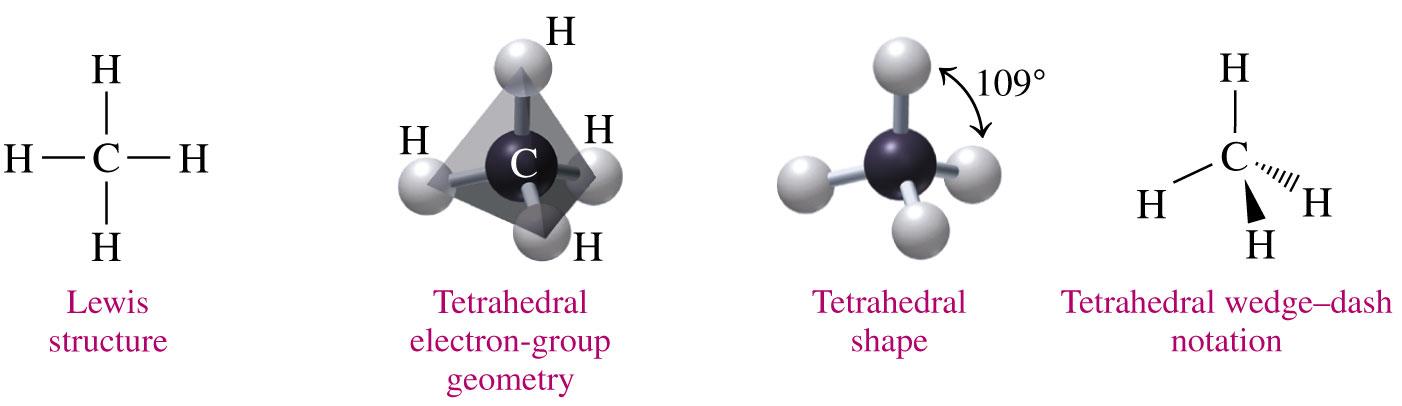 H
H — C — H
H
Lewis
structure
H
H
H
C
H
Tetrahedral
electron-group
geometry
109°
Tetrahedral
shape
H
C
H
H
H
Tetrahedral wedge–dash
notation